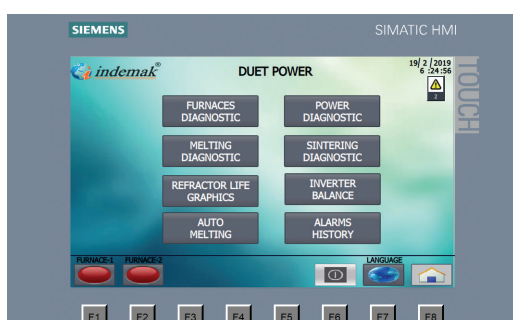 SIEMENS
SIMATIC HMI
indemak®
DUET POWER
19/ 2 /2019
6 :24:56
2
TOUCH
FURNACES
DIAGNOSTIC
POWER
DIAGNOSTIC
MELTING
DIAGNOSTIC
SINTERING
DIAGNOSTIC
REFRACTOR LIFE
GRAPHICS
INVERTER
BALANCE
AUTO
MELTING
ALARMS
HISTORY
FURNACE-1
FURNACE-2
LANGUAGE
F1
F2
F3
F4
F5
F6
F7
F8